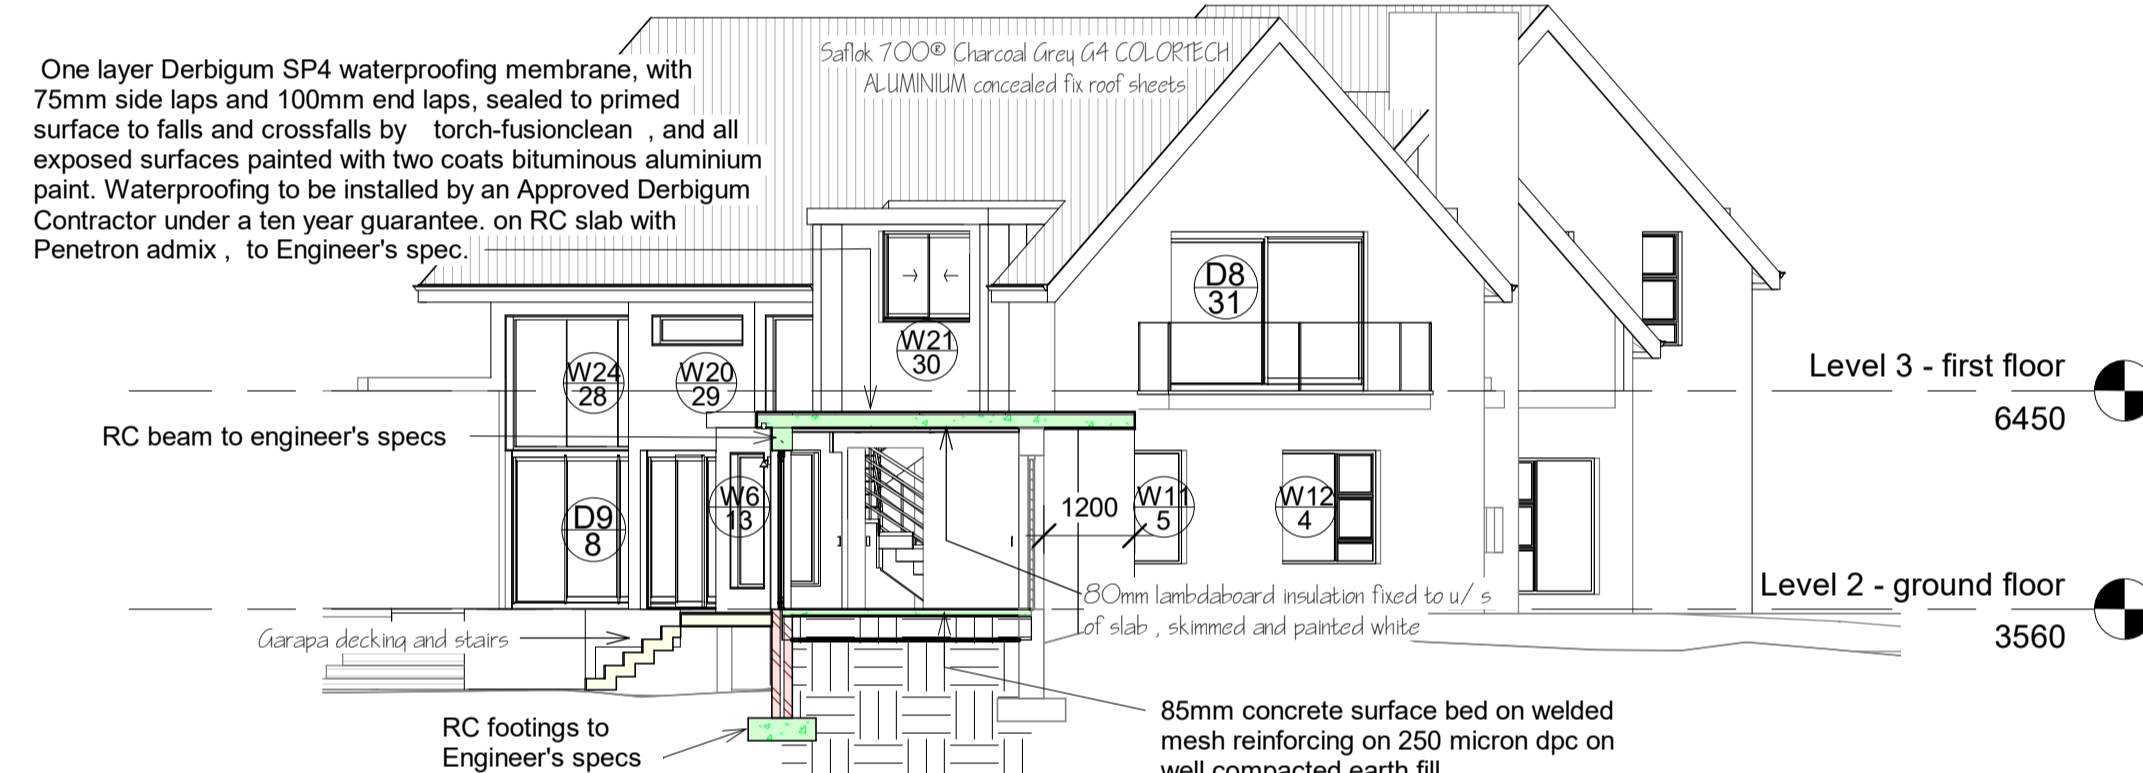 One layer Derbigum SP4 waterproofing membrane, with
75mm side laps and 100mm end laps, sealed to primed
surface to falls and crossfalls by torch-fusionclean , and all
exposed surfaces painted with two coats bituminous aluminium
paint. Waterproofing to be installed by an Approved Derbigum
Contractor under a ten year guarantee. on RC slab with
Penetron admix , to Engineer's spec.
Saflok 700® Charcoal Grey G4 COLORTECH
ALUMINIUM concealed fix roof sheets
D8
31
W21
30
W24
28
W20
29
Level 3 - first floor
6450
RC beam to engineer's specs
W6
13
D9
8
1200
W11
5
W12
4
80mm lambdaboard insulation fixed to u/s
of slab , skimmed and painted white
Level 2 - ground floor
3560
Garapa decking and stairs
RC footings to
Engineer's specs
85mm concrete surface bed on welded
mesh reinforcing on 250 micron dpc on
well compacted earth fill